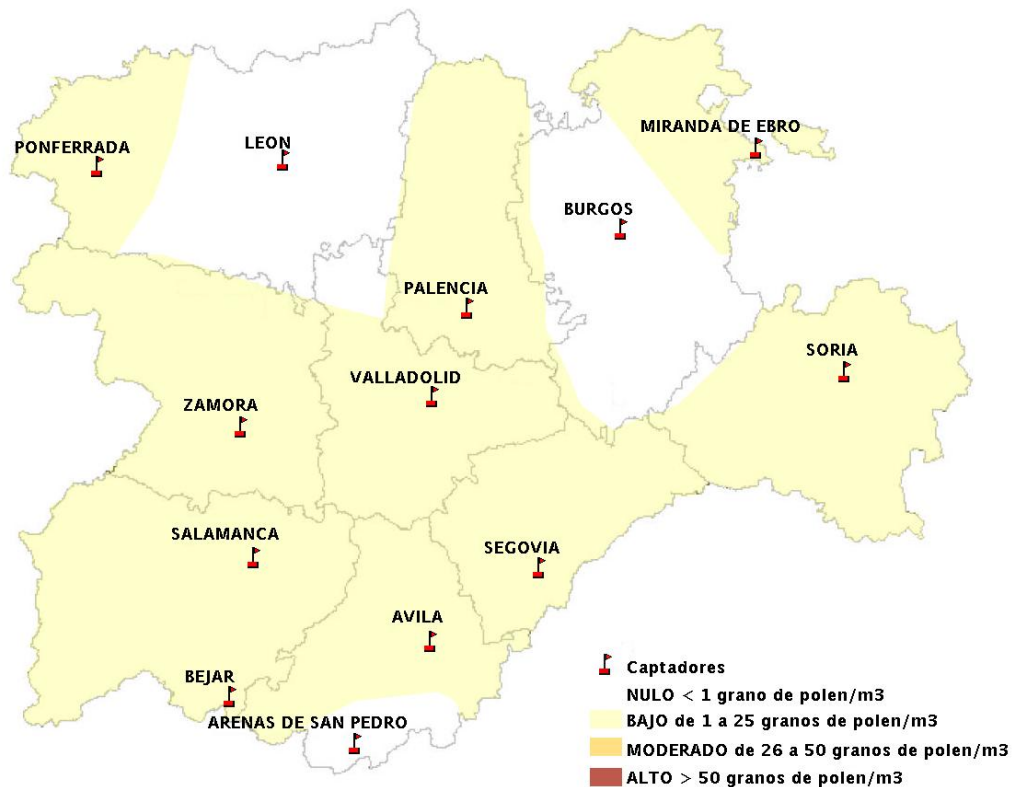 MIRANDA DE EBRO
PONFERRADA
LEON
BURGOS
PALENCIA
SORIA
VALLADOLID
ZAMORA
SALAMANCA
SEGOVIA
AVILA
BEJAR
ARENAS DE SAN PEDRO
Captadores
NULO < 1 grano de polen/m3
BAJO de 1 a 25 granos de polen/m3
MODERADO de 26 a 50 granos de polen/m3
ALTO > 50 granos de polen/m3